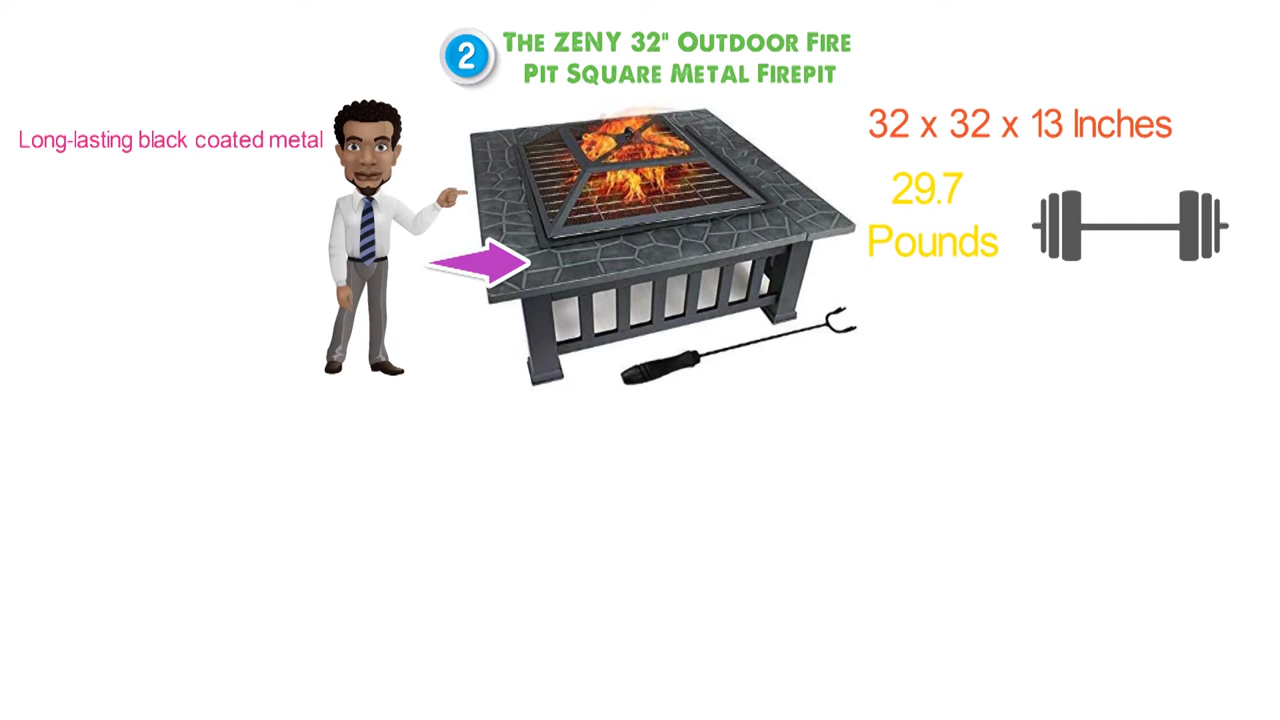 2
The ZENY 32" Outdoor Fire
Pit Square Metal Firepit
Long-lasting black coated metal
32 x 32 x 13 Inches
29.7
Pounds